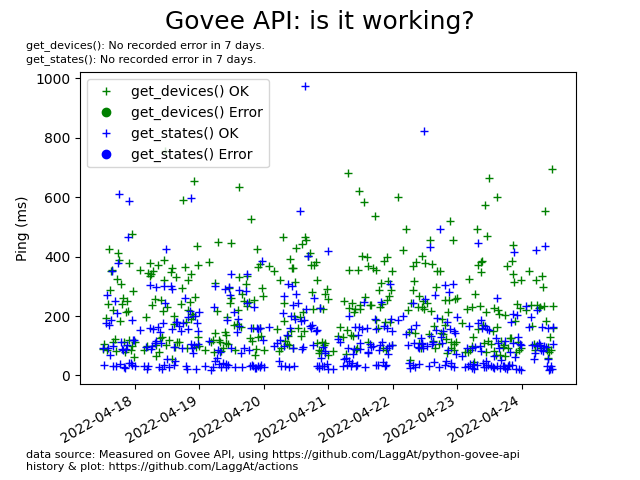 Govee API: is it working?
get_devices(): No recorded error in 7 days.
get_states(): No recorded error in 7 days.
1000
800
600
400
200
0
Ping (ms)
get_devices() OK
get_devices() Error
get_states() OK
get_states() Error
2022-04-18
2022-04-19
2022-04-20
2022-04-21
2022-04-22
2022-04-23
2022-04-24
data source: Measured on Govee API, using https://github.com/LaggAt/python-govee-api
history & plot: https://github.com/LaggAt/actions